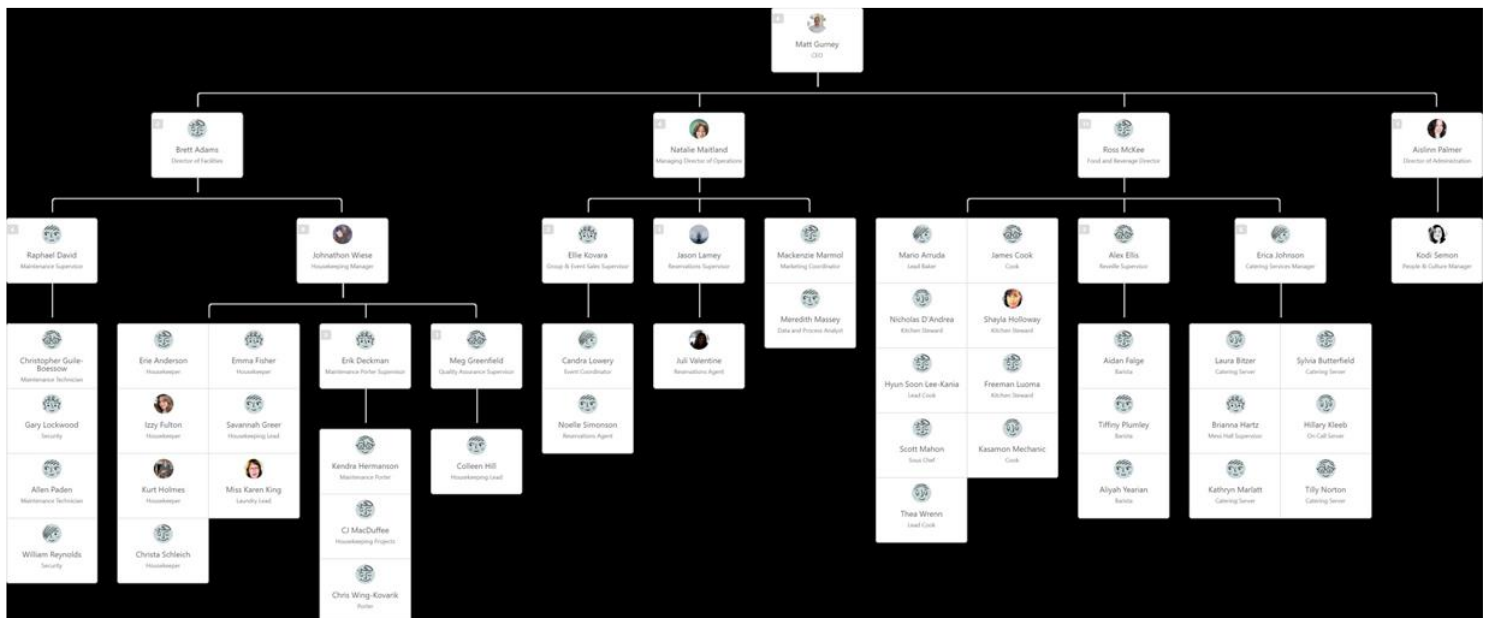 Matt Gurney
CEO
Brett Adams
Director of Facilities
Natalie Maitland
Managing Director of Operations
Ross McKee
Food and Beverage Director
Aislinn Palmer
Director of Administration
Raphael David
Maintenance Supervisor
Johnathon Wiese
Housekeeping Manager
Ellie Kovara
Group & Event Sales Supervisor
Jason Lamey
Reservations Supervisor
Mackenzie Marmol
Marketing Coordinator
Meredith Massey
Data and Process Analyst
Mario Arruda
Lead Baker
James Cook
Cook
Nicholas D'Andrea
Kitchen Steward
Shayla Holloway
Kitchen Steward
Hyun Soon Lee-Kania
Lead Cook
Freeman Luoma
Kitchen Steward
Scott Mahon
Sous Chef
Kasamon Mechanic
Cook
Thea Wrenn
Lead Cook
Alex Ellis
Reveille Supervisor
Erica Johnson
Catering Services Manager
Kodi Semon
People & Culture Manager
Christopher Guile-
Boessow
Maintenance Technician
Gary Lockwood
Security
Allen Paden
Maintenance Technician
William Reynolds
Security
Erie Anderson
Housekeeper
Emma Fisher
Housekeeper
Izzy Fulton
Housekeeper
Savannah Greer
Housekeeping Lead
Kurt Holmes
Housekeeper
Miss Karen King
Laundry Lead
Christa Schleich
Housekeeper
Erik Deckman
Maintenance Porter Supervisor
Meg Greenfield
Quality Assurance Supervisor
Kendra Hermanson
Maintenance Porter
CJ MacDuffee
Housekeeping Projects
Chris Wing-Kovarik
Porter
Colleen Hill
Housekeeping Lead
Candra Lowery
Event Coordinator
Noelle Simonson
Reservations Agent
Juli Valentine
Reservations Agent
Aidan Falge
Barista
Tiffiny Plumley
Barista
Aliyah Yearian
Barista
Laura Bitzer
Catering Server
Sylvia Butterfield
Catering Server
Brianna Hartz
Mess Hall Supervisor
Hillary Kleeb
On-Call Server
Kathryn Marlatt
Catering Server
Tilly Norton
Catering Server